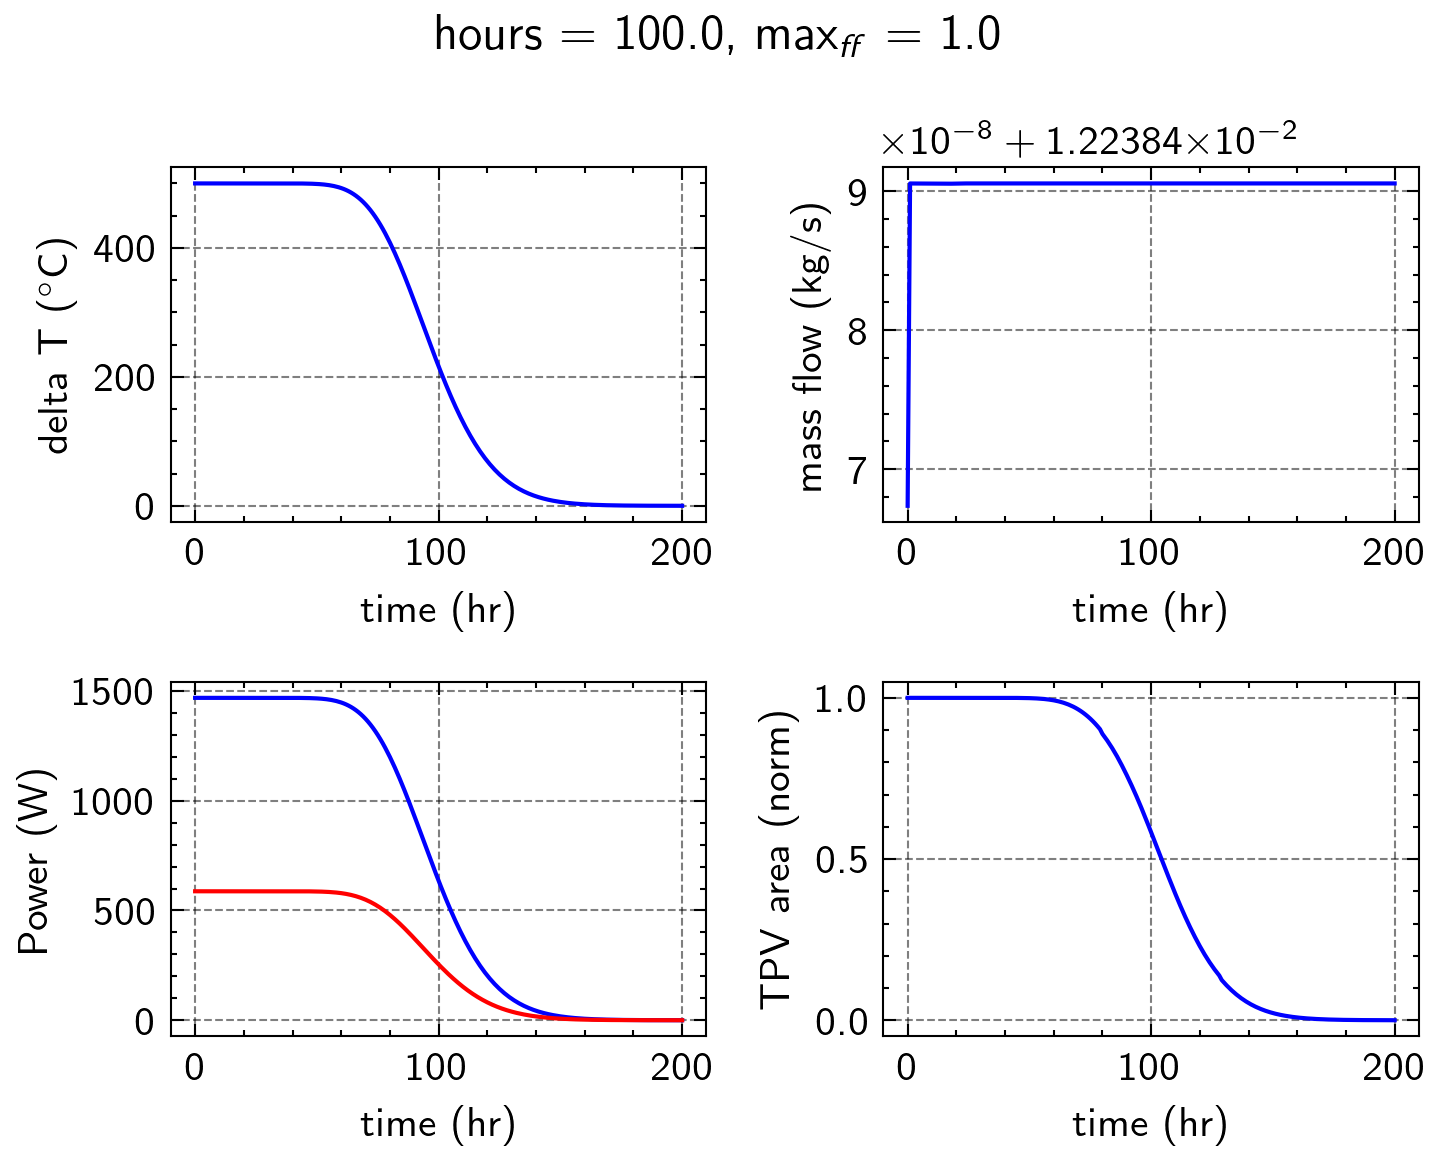 hours = 100.0, max_ff = 1.0
delta T (°C)
400
200
0
0 100 200
time (hr)
×10⁻⁸ + 1.22384×10⁻²
mass flow (kg/s)
9
8
7
0 100 200
time (hr)
Power (W)
1500
1000
500
0
0 100 200
time (hr)
TPV area (norm)
1.0
0.5
0.0
0 100 200
time (hr)